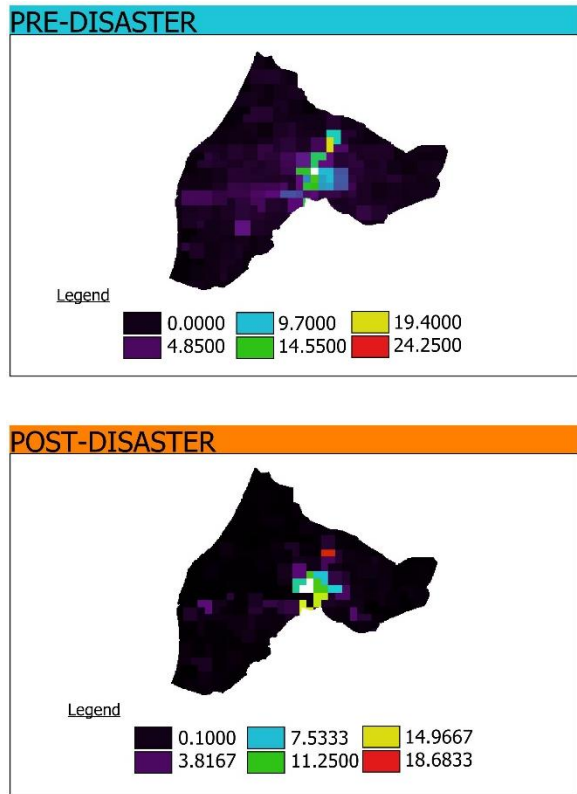 PRE-DISASTER
Legend
0.0000 9.7000 19.4000
4.8500 14.5500 24.2500
POST-DISASTER
Legend
0.1000 7.5333 14.9667
3.8167 11.2500 18.6833